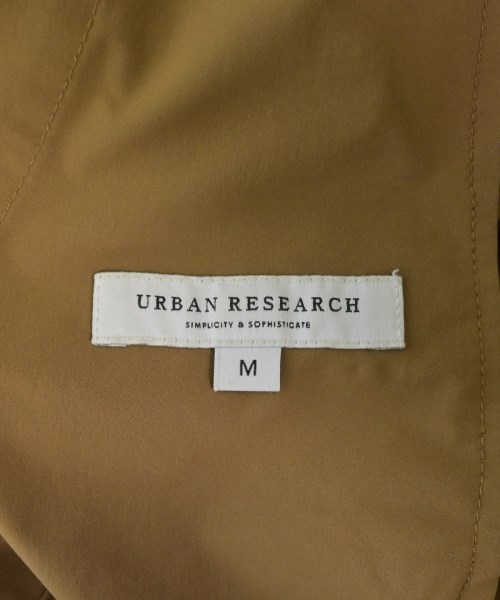 URBAN RESEARCH
SIMPLICITY & SOPHISTICATE
M